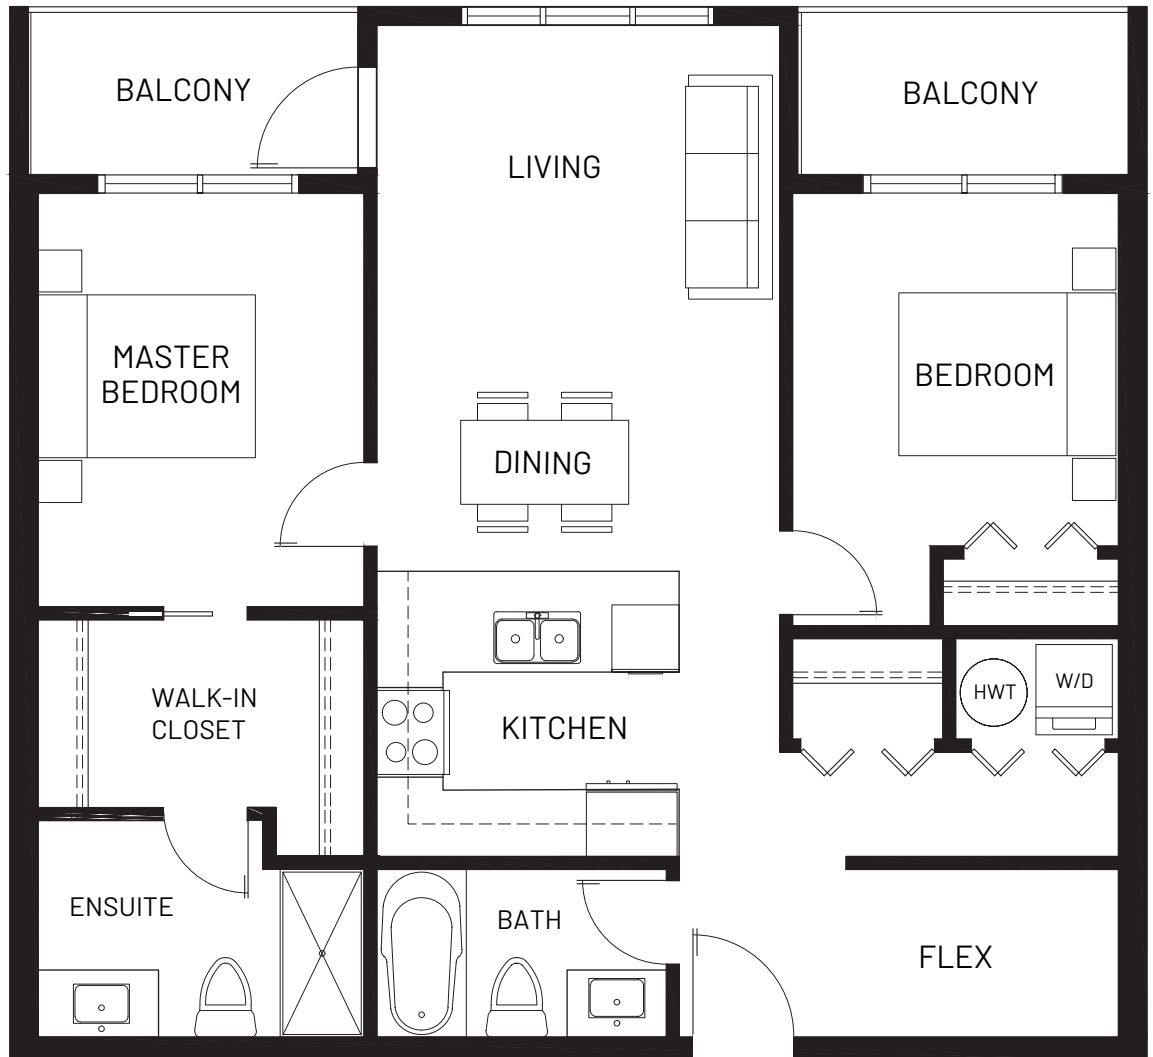 BALCONY
BALCONY
LIVING
MASTER
BEDROOM
BEDROOM
DINING
WALK-IN
CLOSET
HWT
W/D
KITCHEN
ENSUITE
BATH
FLEX